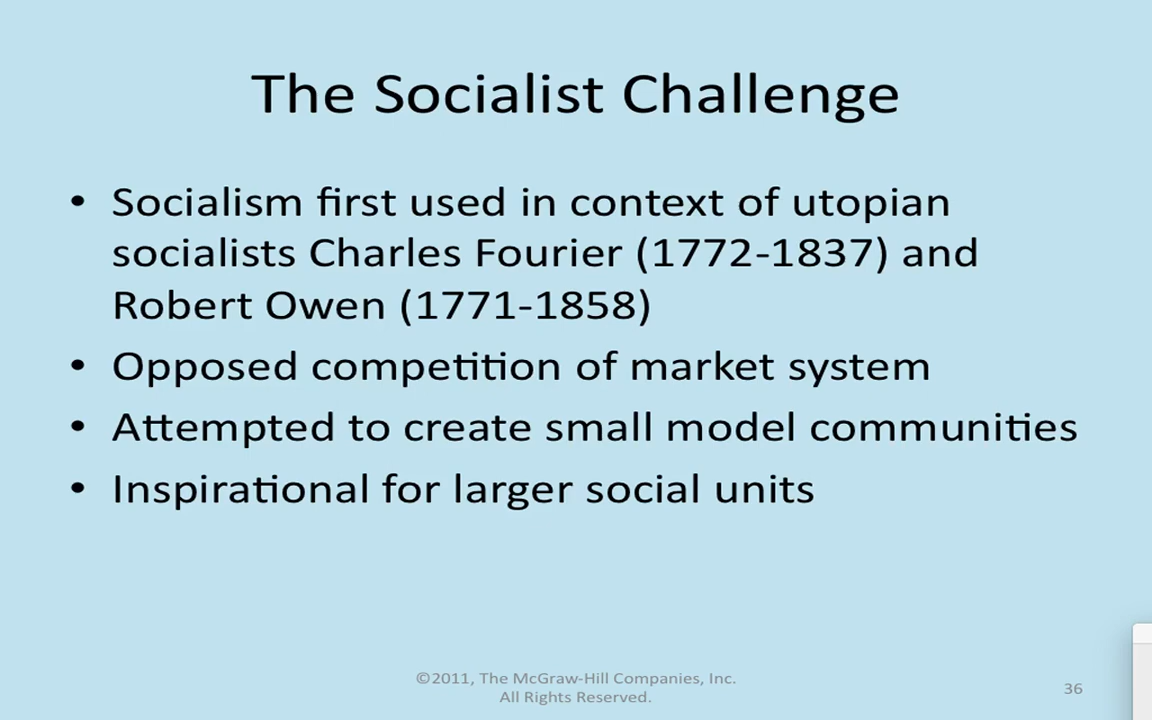 The Socialist Challenge
• Socialism first used in context of utopian
socialists Charles Fourier (1772-1837) and
Robert Owen (1771-1858)
• Opposed competition of market system
• Attempted to create small model communities
• Inspirational for larger social units
©2011, The McGraw-Hill Companies, Inc.
All Rights Reserved.
36